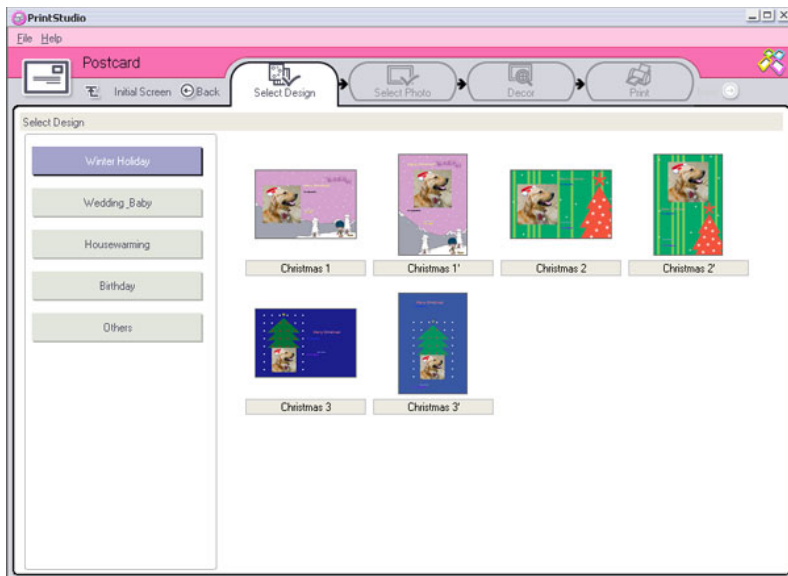 PrintStudio
File Help
Postcard
Initial Screen Back
Select Design
Select Photo
Decor
Print
Select Design
Winter Holiday
Wedding_Baby
Housewarming
Birthday
Others
Christmas 1
Christmas 1'
Christmas 2
Christmas 2'
Christmas 3
Christmas 3'